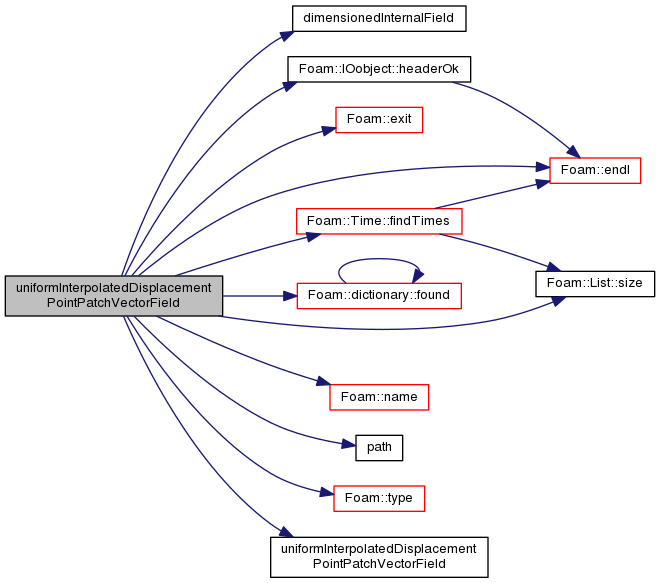 dimensionedInternalField
Foam::IOobject::headerOk
Foam::exit
Foam::endl
Foam::Time::findTimes
Foam::List::size
uniformInterpolatedDisplacement
PointPatchVectorField
Foam::dictionary::found
Foam::name
path
Foam::type
uniformInterpolatedDisplacement
PointPatchVectorField